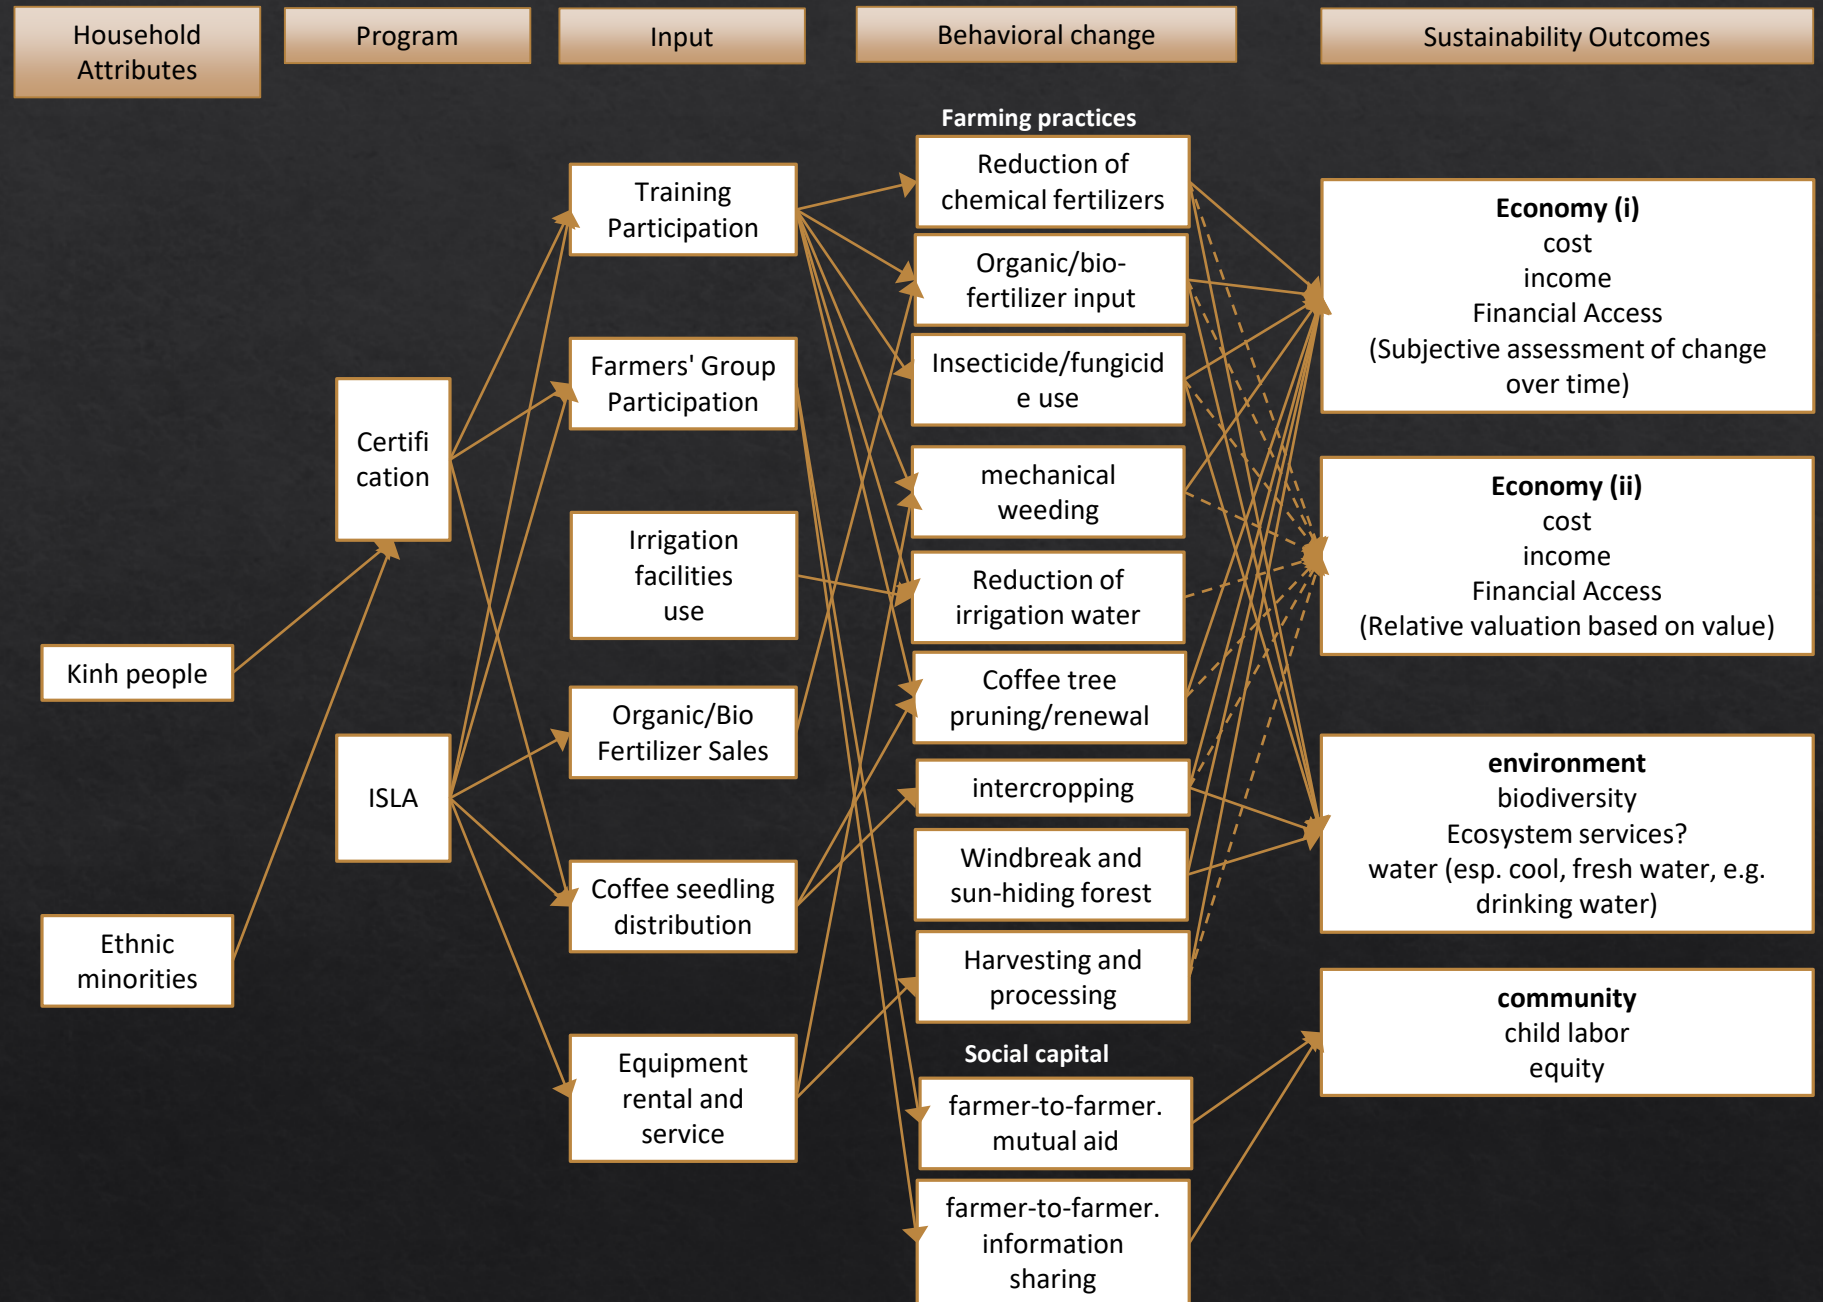 Household
Attributes
Program
Input
Behavioral change
Sustainability Outcomes
Kinh people
Ethnic
minorities
Certifi
cation
ISLA
Training
Participation
Farmers' Group
Participation
Irrigation
facilities
use
Organic/Bio
Fertilizer Sales
Coffee seedling
distribution
Equipment
rental and
service
Farming practices
Reduction of
chemical fertilizers
Organic/bio-
fertilizer input
Insecticide/fungicid
e use
mechanical
weeding
Reduction of
irrigation water
Coffee tree
pruning/renewal
intercropping
Windbreak and
sun-hiding forest
Harvesting and
processing
Social capital
farmer-to-farmer.
mutual aid
farmer-to-farmer.
information
sharing
Economy (i)
cost
income
Financial Access
(Subjective assessment of change
over time)
Economy (ii)
cost
income
Financial Access
(Relative valuation based on value)
environment
biodiversity
Ecosystem services?
water (esp. cool, fresh water, e.g.
drinking water)
community
child labor
equity